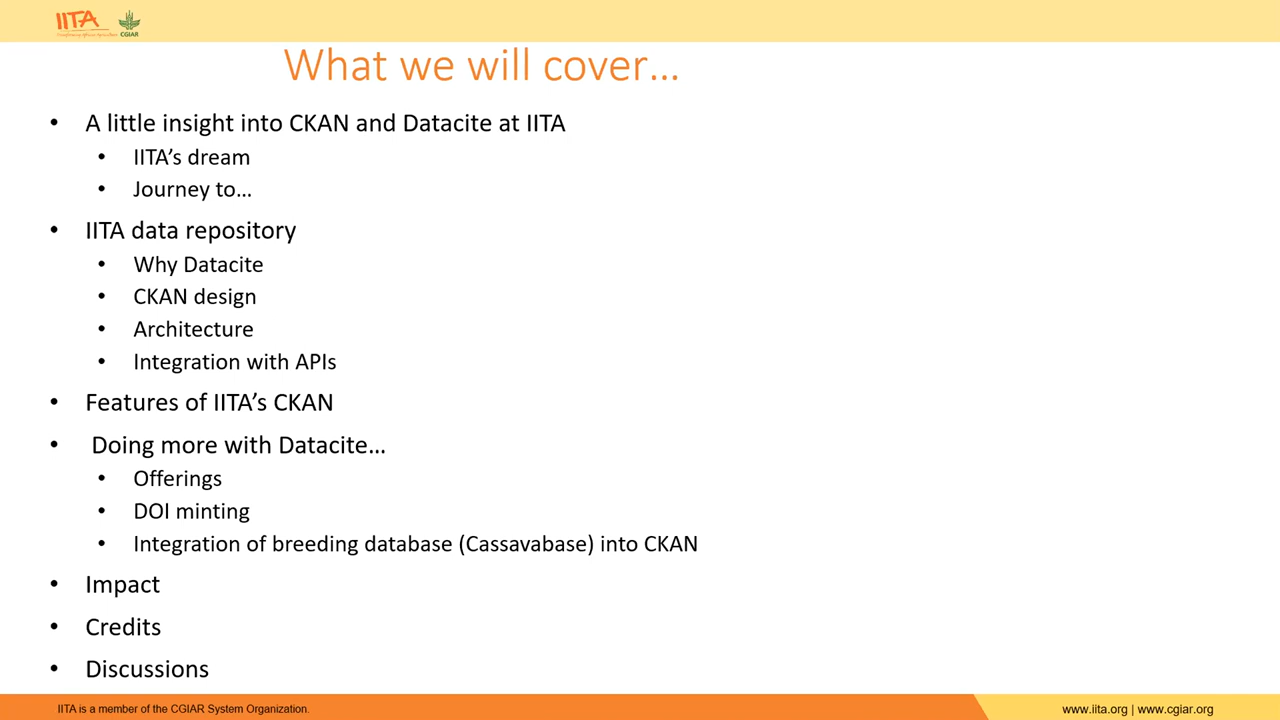 IITA
Transforming African Agriculture
CGIAR
What we will cover...
• A little insight into CKAN and Datacite at IITA
• IITA's dream
• Journey to...
• IITA data repository
• Why Datacite
• CKAN design
• Architecture
• Integration with APIs
• Features of IITA's CKAN
• Doing more with Datacite...
• Offerings
• DOI minting
• Integration of breeding database (Cassavabase) into CKAN
• Impact
• Credits
• Discussions
IITA is a member of the CGIAR System Organization.
www.iita.org | www.cgiar.org